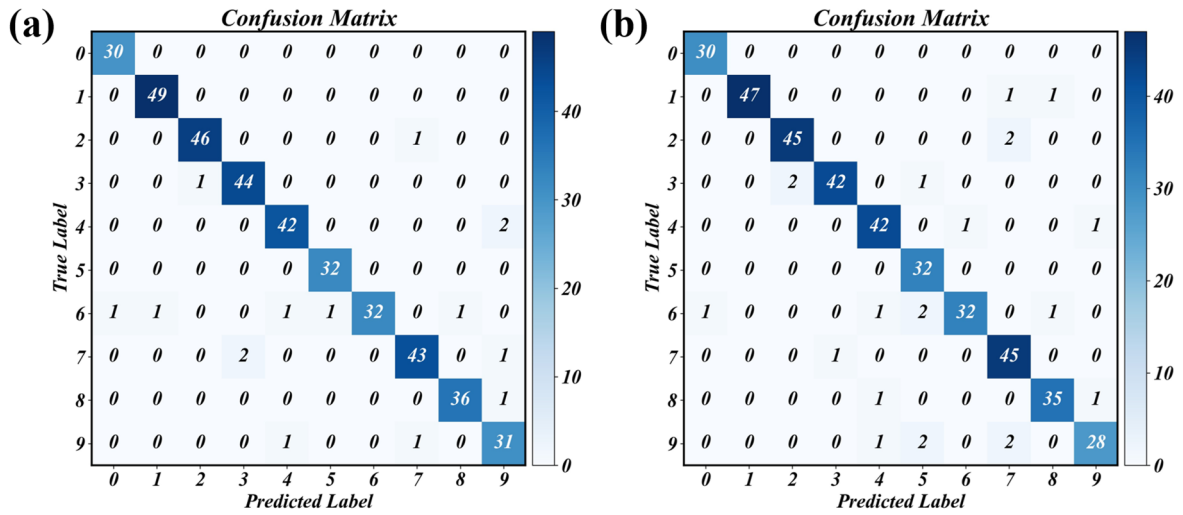 (a)
Confusion Matrix
0 30 0 0 0 0 0 0 0 0 0
1 0 49 0 0 0 0 0 0 0 0
2 0 0 46 0 0 0 0 1 0 0
3 0 0 1 44 0 0 0 0 0 0
4 0 0 0 0 42 0 0 0 0 2
5 0 0 0 0 0 32 0 0 0 0
6 1 1 0 0 1 1 32 0 1 0
7 0 0 0 2 0 0 0 43 0 1
8 0 0 0 0 0 0 0 0 36 1
9 0 0 0 0 1 0 0 1 0 31
0 1 2 3 4 5 6 7 8 9
True Label
Predicted Label
40
30
20
10
0
(b)
Confusion Matrix
0 30 0 0 0 0 0 0 0 0 0
1 0 47 0 0 0 0 0 1 1 0
2 0 0 45 0 0 0 0 2 0 0
3 0 0 2 42 0 1 0 0 0 0
4 0 0 0 0 42 0 1 0 0 1
5 0 0 0 0 0 32 0 0 0 0
6 1 0 0 0 1 2 32 0 1 0
7 0 0 0 1 0 0 0 45 0 0
8 0 0 0 0 1 0 0 0 35 1
9 0 0 0 0 1 2 0 2 0 28
0 1 2 3 4 5 6 7 8 9
True Label
Predicted Label
40
30
20
10
0